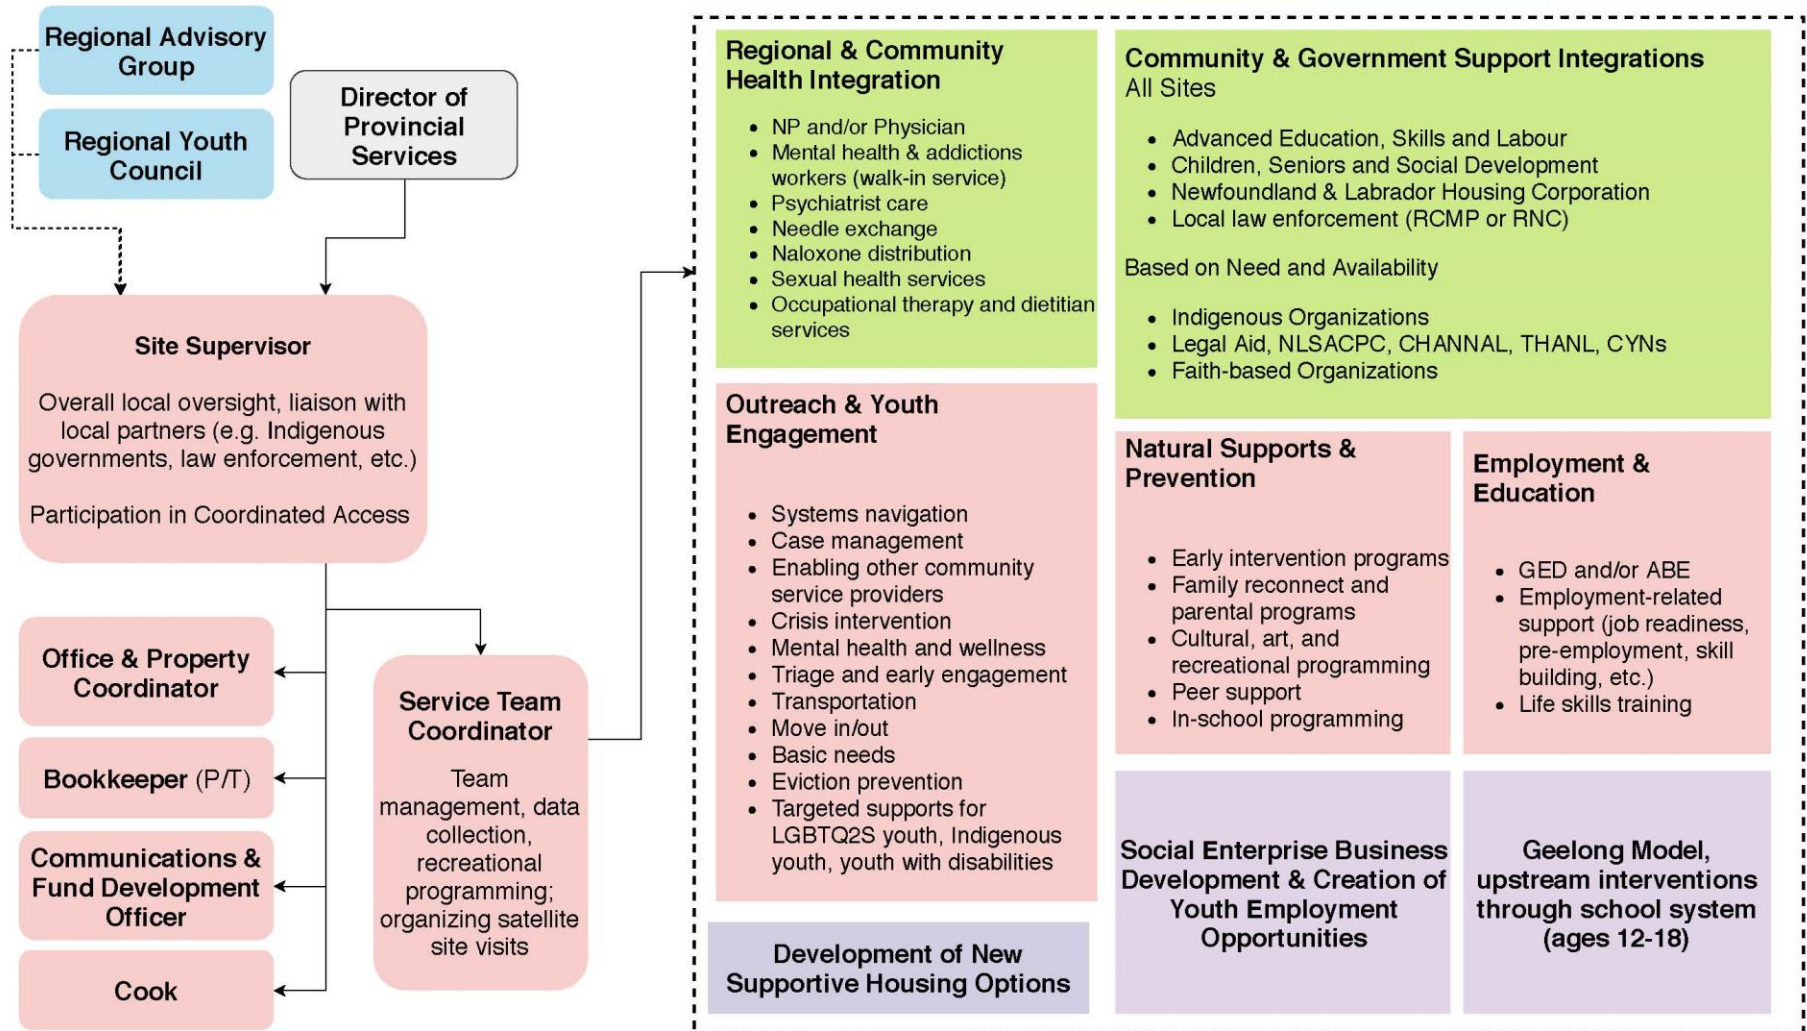 Regional Advisory
Group
Regional Youth
Council
Director of
Provincial
Services
Site Supervisor
Overall local oversight, liaison with
local partners (e.g. Indigenous
governments, law enforcement, etc.)
Participation in Coordinated Access
Office & Property
Coordinator
Bookkeeper (P/T)
Communications &
Fund Development
Officer
Cook
Service Team
Coordinator
Team
management, data
collection,
recreational
programming;
organizing satellite
site visits
Regional & Community
Health Integration
• NP and/or Physician
• Mental health & addictions
workers (walk-in service)
• Psychiatrist care
• Needle exchange
• Naloxone distribution
• Sexual health services
• Occupational therapy and dietitian
services
Community & Government Support Integrations
All Sites
• Advanced Education, Skills and Labour
• Children, Seniors and Social Development
• Newfoundland & Labrador Housing Corporation
• Local law enforcement (RCMP or RNC)
Based on Need and Availability
• Indigenous Organizations
• Legal Aid, NLSACPC, CHANNAL, THANL, CYNs
• Faith-based Organizations
Outreach & Youth
Engagement
• Systems navigation
• Case management
• Enabling other community
service providers
• Crisis intervention
• Mental health and wellness
• Triage and early engagement
• Transportation
• Move in/out
• Basic needs
• Eviction prevention
• Targeted supports for
LGBTQ2S youth, Indigenous
youth, youth with disabilities
Natural Supports &
Prevention
• Early intervention programs
• Family reconnect and
parental programs
• Cultural, art, and
recreational programming
• Peer support
• In-school programming
Employment &
Education
• GED and/or ABE
• Employment-related
support (job readiness,
pre-employment, skill
building, etc.)
• Life skills training
Development of New
Supportive Housing Options
Social Enterprise Business
Development & Creation of
Youth Employment
Opportunities
Geelong Model,
upstream interventions
through school system
(ages 12-18)